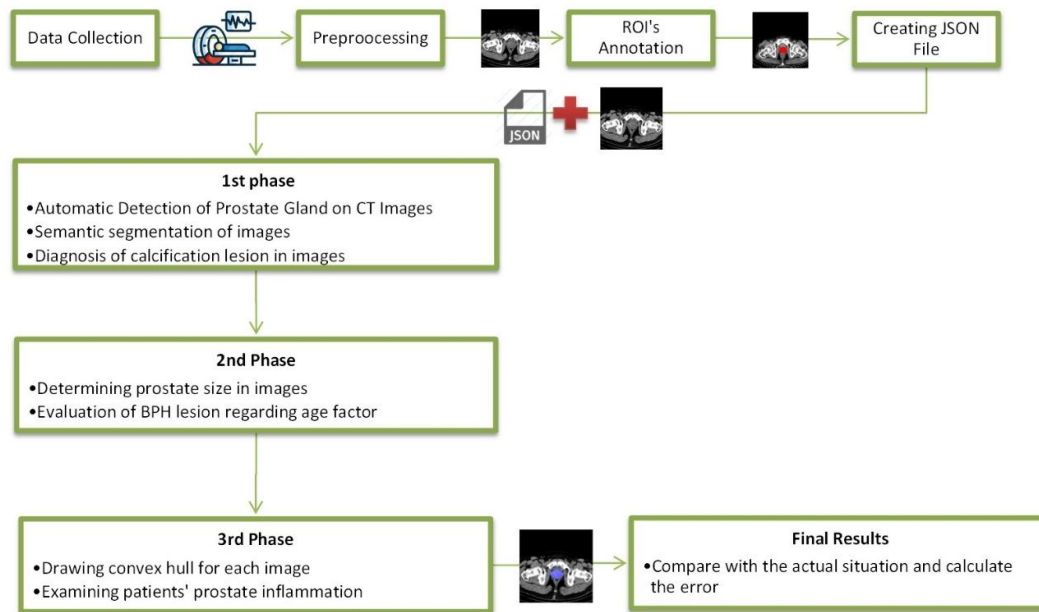 Data Collection
Preproocessing
ROI's
Annotation
Creating JSON
File
JSON
1st phase
•Automatic Detection of Prostate Gland on CT Images
•Semantic segmentation of images
•Diagnosis of calcification lesion in images
2nd Phase
•Determining prostate size in images
•Evaluation of BPH lesion regarding age factor
3rd Phase
•Drawing convex hull for each image
•Examining patients' prostate inflammation
Final Results
•Compare with the actual situation and calculate
the error